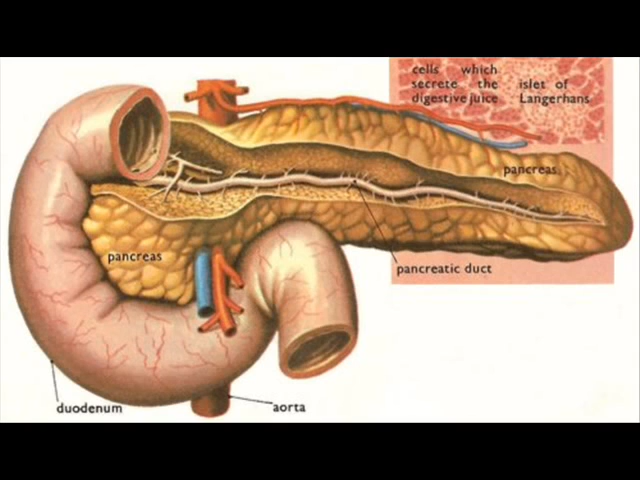 cells which
secrete the
digestive juice
islet of
Langerhans
pancreas
pancreas
pancreatic duct
duodenum
aorta